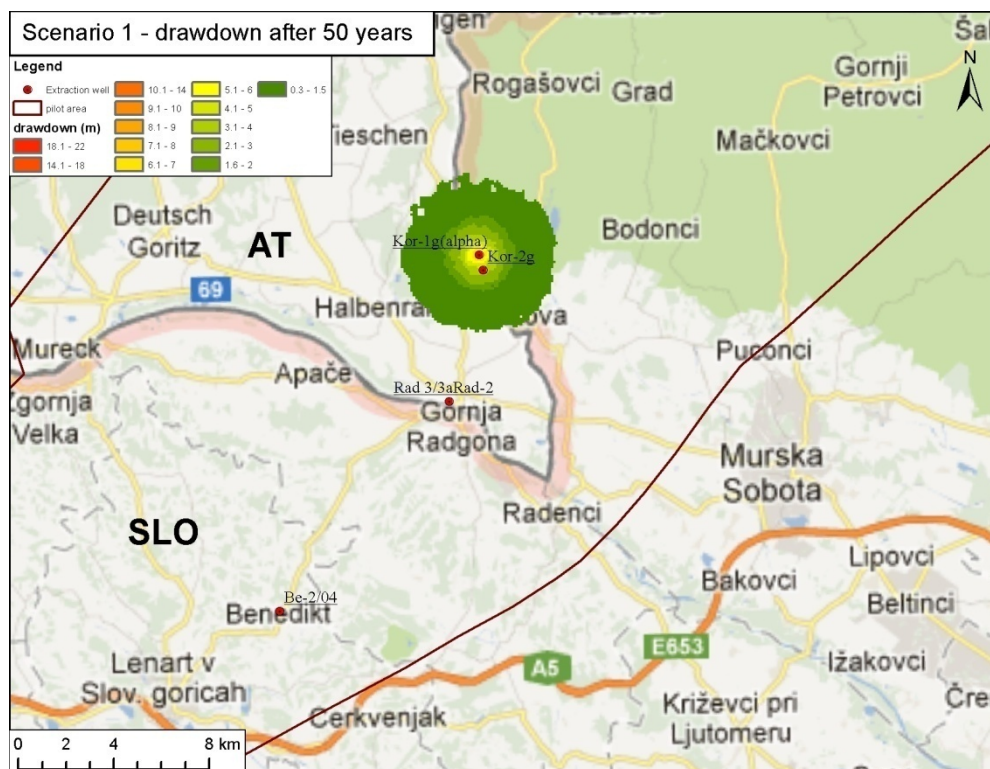 Scenario 1 - drawdown after 50 years
Legend
Extraction well
pilot area
drawdown (m)
18.1 - 22
14.1 - 18
10.1 - 14
9.1 - 10
8.1 - 9
7.1 - 8
6.1 - 7
5.1 - 6
4.1 - 5
3.1 - 4
2.1 - 3
1.6 - 2
0.3 - 1.5
N
Rogašovci
Grad
Gornji
Petrovci
Mačkovci
Tieschen
Deutsch
Goritz
AT
Bodonci
Kor-1g(alpha)
Kor-2g
69
Mureck
Apače
Puconci
Rad 3/3aRad-2
Gornja
Radgona
Zgornja
Velka
Murska
Sobota
Radenci
SLO
Lipovci
Bakovci
Beltinci
Be-2/04
Benedikt
E653
A5
Ižakovci
Lenart v
Slov. goricah
Cerkvenjak
Križevci pri
Ljutomeru
0 2 4 8 km